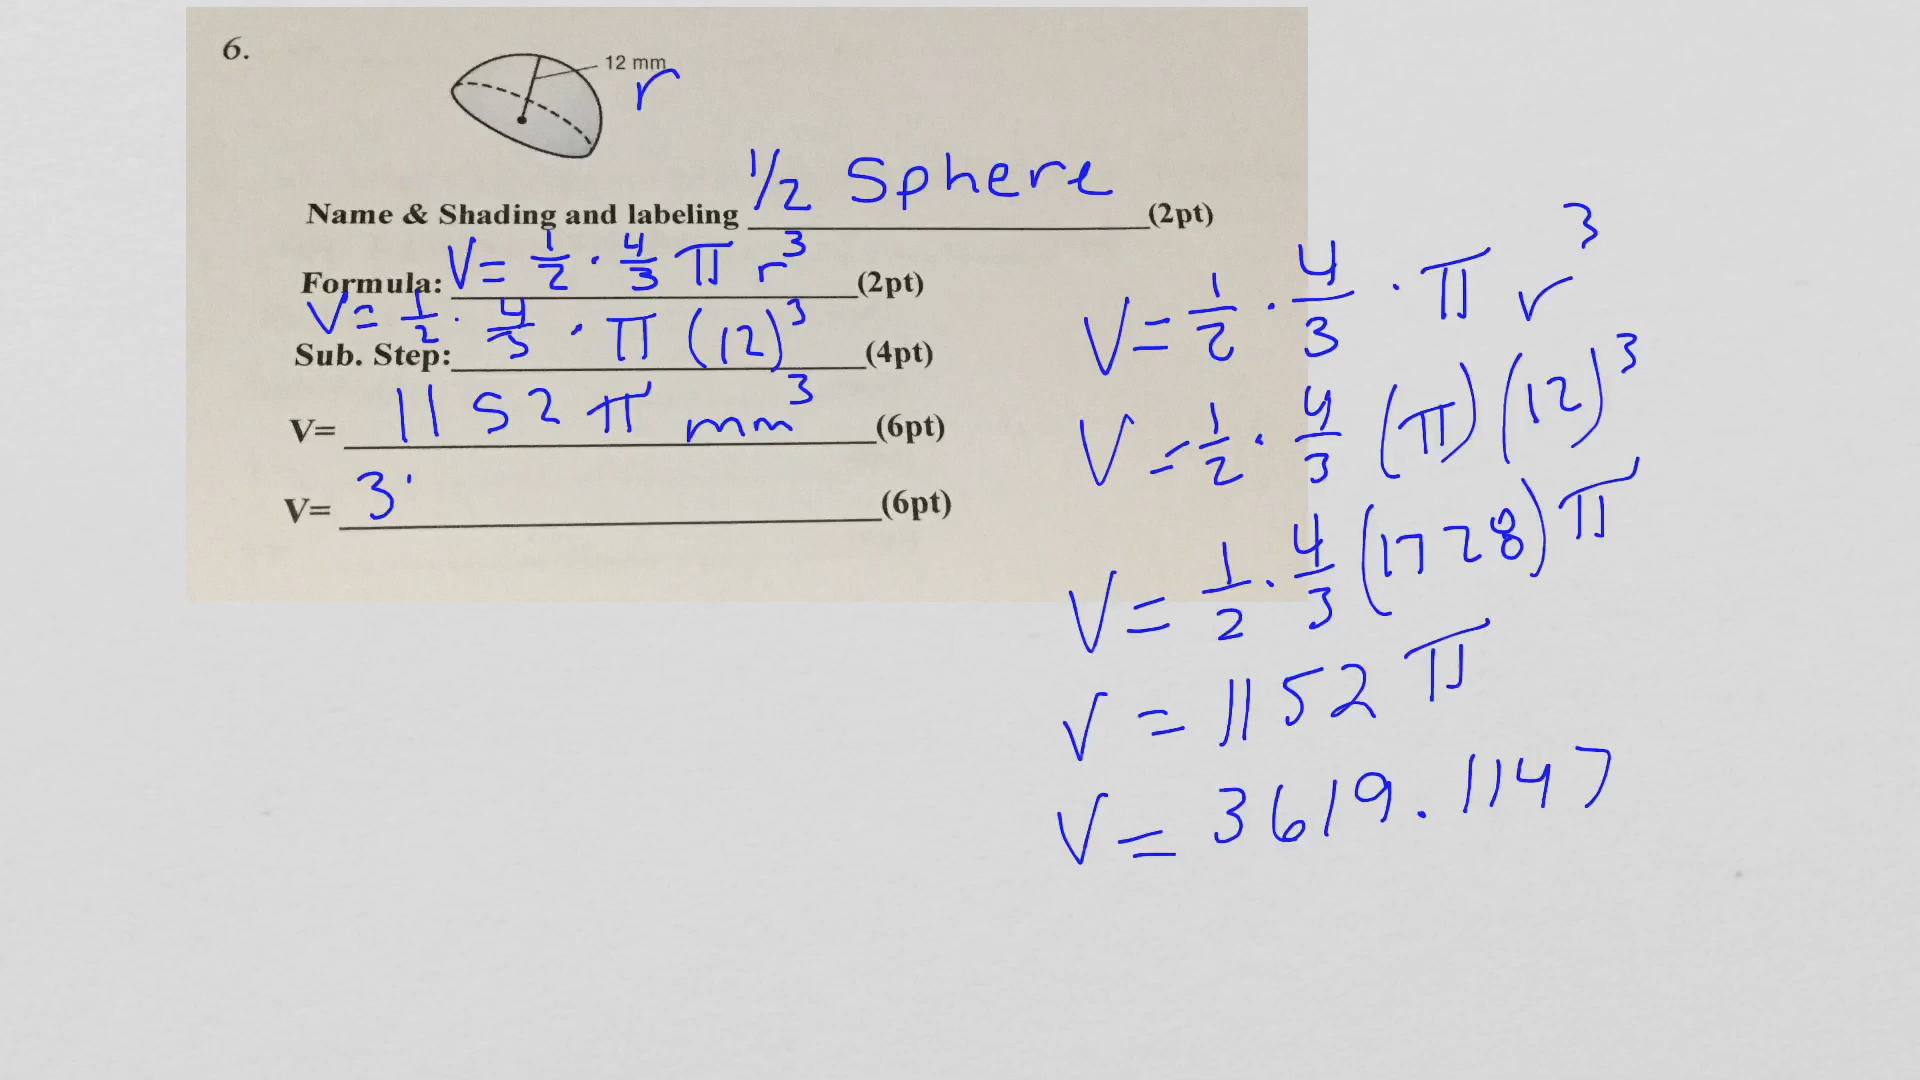 6.
12 mm
r
Name & Shading and labeling 1/2 Sphere (2pt)
Formula: V= 1/2 · 4/3 π r³ (2pt)
V= 1/2 · 4/3 · π (12)³
Sub. Step: (4pt)
V= 1152 π mm³ (6pt)
V= 3 (6pt)
V= 1/2 · 4/3 · π r³
V = 1/2 · 4/3 (π) (12)³
V = 1/2 · 4/3 (1728) π
V = 1152 π
V = 3619.1147